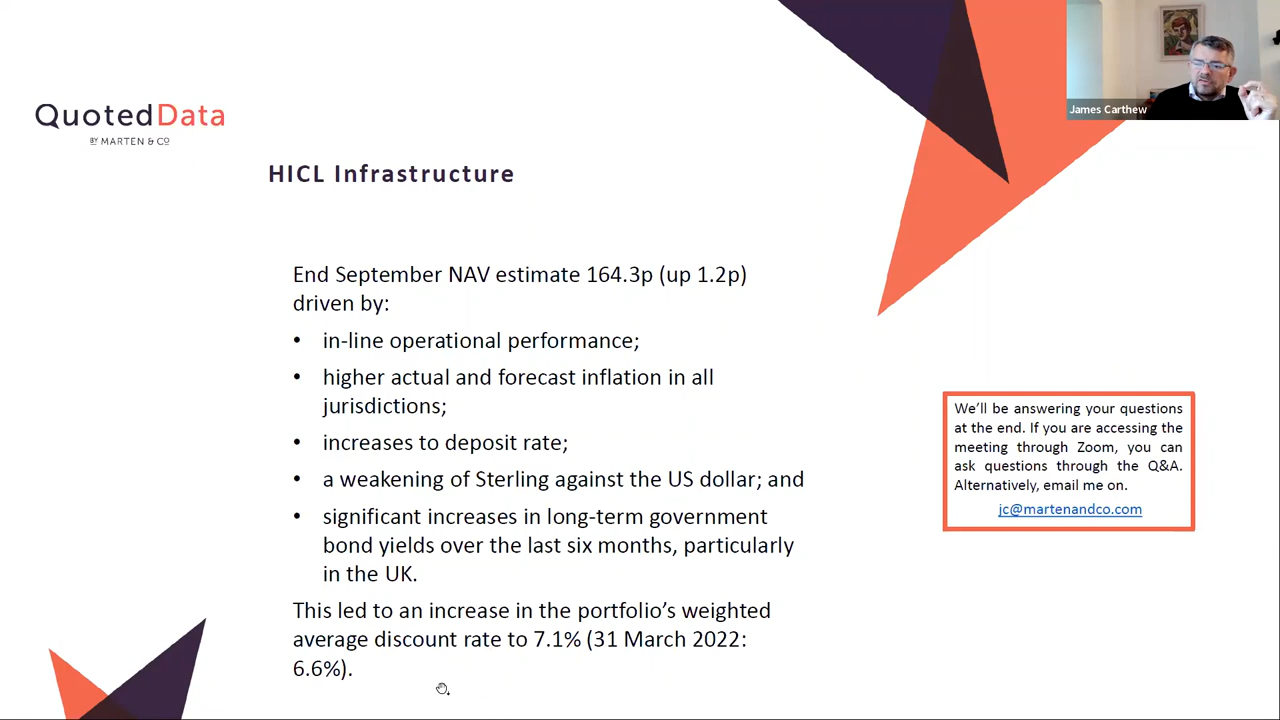 QuotedData
BY MARTEN & CO
James Carthew
HICL Infrastructure
End September NAV estimate 164.3p (up 1.2p)
driven by:
• in-line operational performance;
• higher actual and forecast inflation in all
jurisdictions;
• increases to deposit rate;
• a weakening of Sterling against the US dollar; and
• significant increases in long-term government
bond yields over the last six months, particularly
in the UK.
This led to an increase in the portfolio’s weighted
average discount rate to 7.1% (31 March 2022:
6.6%).
We’ll be answering your questions
at the end. If you are accessing the
meeting through Zoom, you can
ask questions through the Q&A.
Alternatively, email me on.
jc@martenandco.com